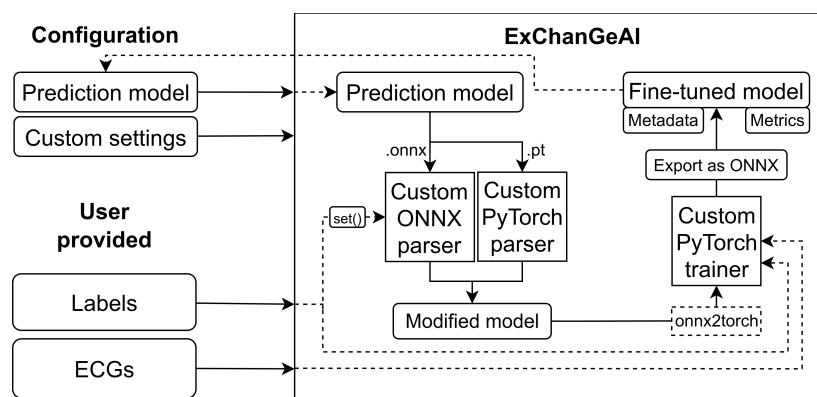 Configuration
ExChanGeAI
Prediction model
Prediction model
Fine-tuned model
Metadata
Metrics
Custom settings
.onnx
.pt
Export as ONNX
Custom
ONNX
parser
Custom
PyTorch
parser
Custom
PyTorch
trainer
User
provided
set()
Labels
Modified model
onnx2torch
ECGs